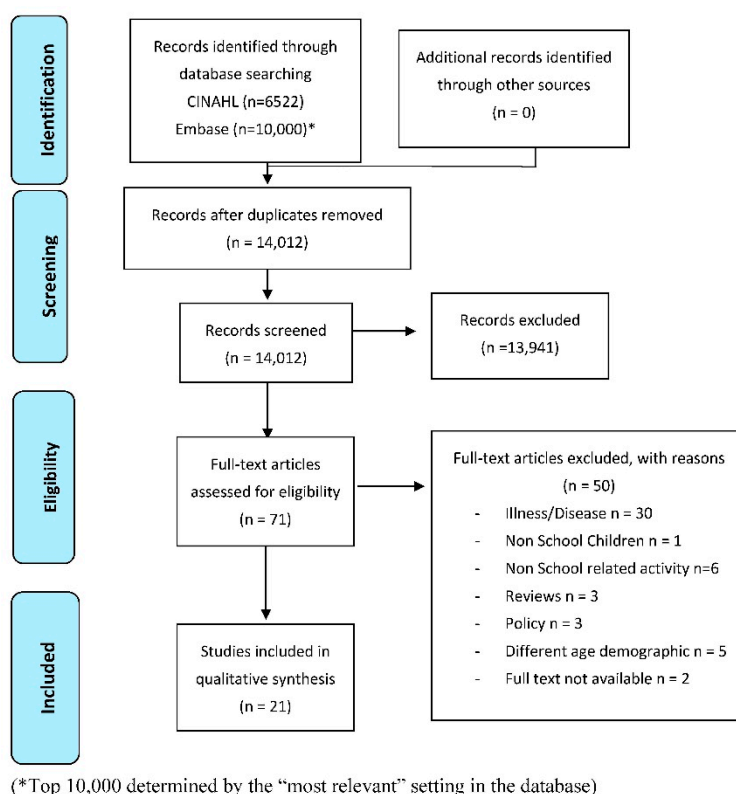 Identification
Records identified through
database searching
CINAHL (n=6522)
Embase (n=10,000)*
Additional records identified
through other sources
(n = 0)
Screening
Records after duplicates removed
(n = 14,012)
Records screened
(n = 14,012)
Records excluded
(n =13,941)
Eligibility
Full-text articles
assessed for eligibility
(n = 71)
Full-text articles excluded, with reasons
(n = 50)
- Illness/Disease n = 30
- Non School Children n = 1
- Non School related activity n=6
- Reviews n = 3
- Policy n = 3
- Different age demographic n = 5
- Full text not available n = 2
Included
Studies included in
qualitative synthesis
(n = 21)
(*Top 10,000 determined by the “most relevant” setting in the database)